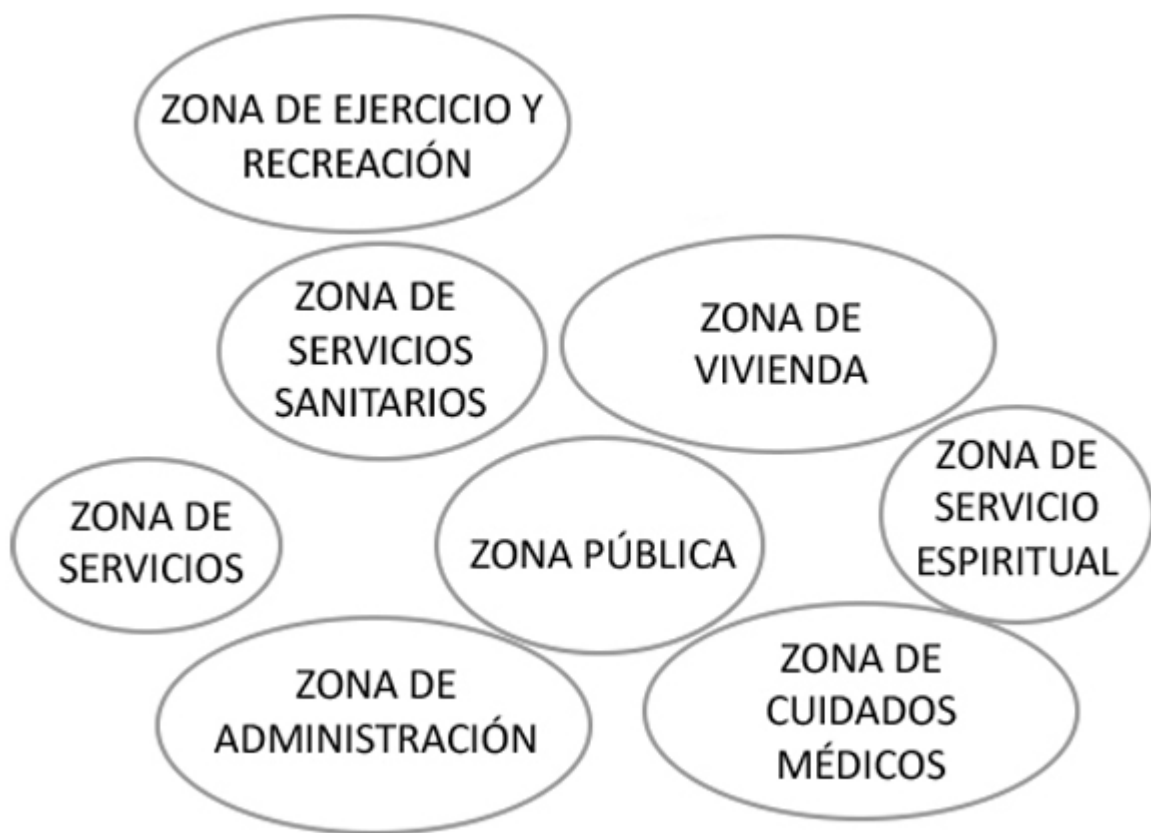 ZONA DE EJERCICIO Y
RECREACIÓN
ZONA DE
SERVICIOS
SANITARIOS
ZONA DE
VIVIENDA
ZONA DE
SERVICIO
ESPIRITUAL
ZONA DE
SERVICIOS
ZONA PÚBLICA
ZONA DE
ADMINISTRACIÓN
ZONA DE
CUIDADOS
MÉDICOS